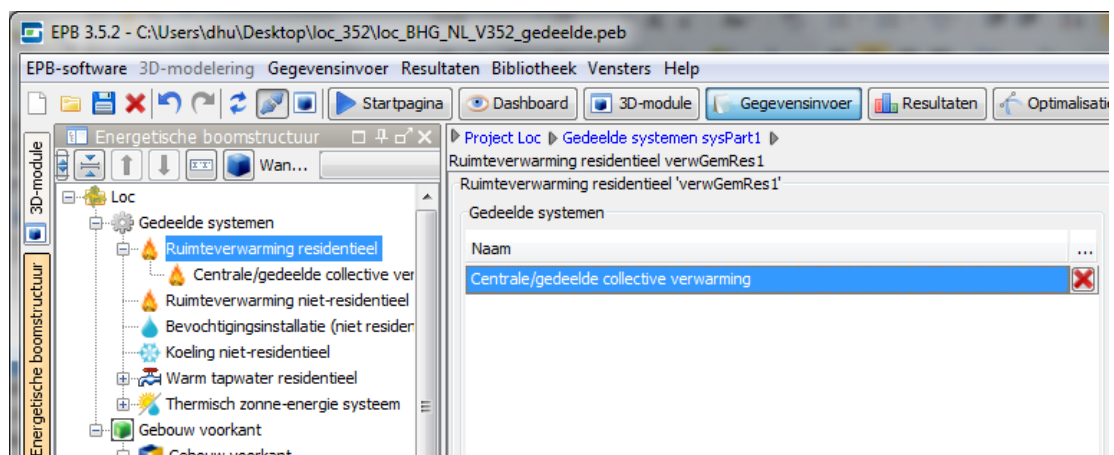 EPB 3.5.2 - C:\Users\dhu\Desktop\loc_352\loc_BHG_NL_V352_gedeelde.peb
EPB-software 3D-modelering Gegevensinvoer Resultaten Bibliotheek Vensters Help
Startpagina Dashboard 3D-module Gegevensinvoer Resultaten Optimalisatie
3D-module
Energetische boomstructuur
Energetische boomstructuur
Wan...
Loc
Gedeelde systemen
Ruimteverwarming residentieel
Centrale/gedeelde collective ver
Ruimteverwarming niet-residentieel
Bevochtigingsinstallatie (niet residen
Koeling niet-residentieel
Warm tapwater residentieel
Thermisch zonne-energie systeem
Gebouw voorkant
Gebouw voorkant
Project Loc Gedeelde systemen sysPart1
Ruimteverwarming residentieel verwGemRes1
Ruimteverwarming residentieel 'verwGemRes1'
Gedeelde systemen
Naam ...
Centrale/gedeelde collective verwarming